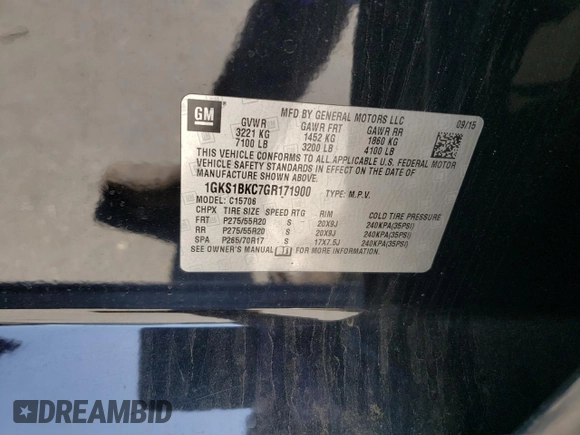 GM
MFD BY GENERAL MOTORS LLC 09/15
GVWR GAWR FRT GAWR RR
3221 KG 1452 KG 1860 KG
7100 LB 3200 LB 4100 LB
THIS VEHICLE CONFORMS TO ALL APPLICABLE U.S. FEDERAL MOTOR
VEHICLE SAFETY STANDARDS IN EFFECT ON THE DATE OF
MANUFACTURE SHOWN ABOVE.
1GKS1BKC7GR171900 TYPE: M.P.V.
MODEL: C15706
CHPX TIRE SIZE SPEED RTG RIM COLD TIRE PRESSURE
FRT P275/55R20 S 20X9J 240KPA(35PSI)
RR P275/55R20 S 20X9J 240KPA(35PSI)
SPA P265/70R17 S 17X7.5J 240KPA(35PSI)
SEE OWNER'S MANUAL FOR MORE INFORMATION.
DREAMBID